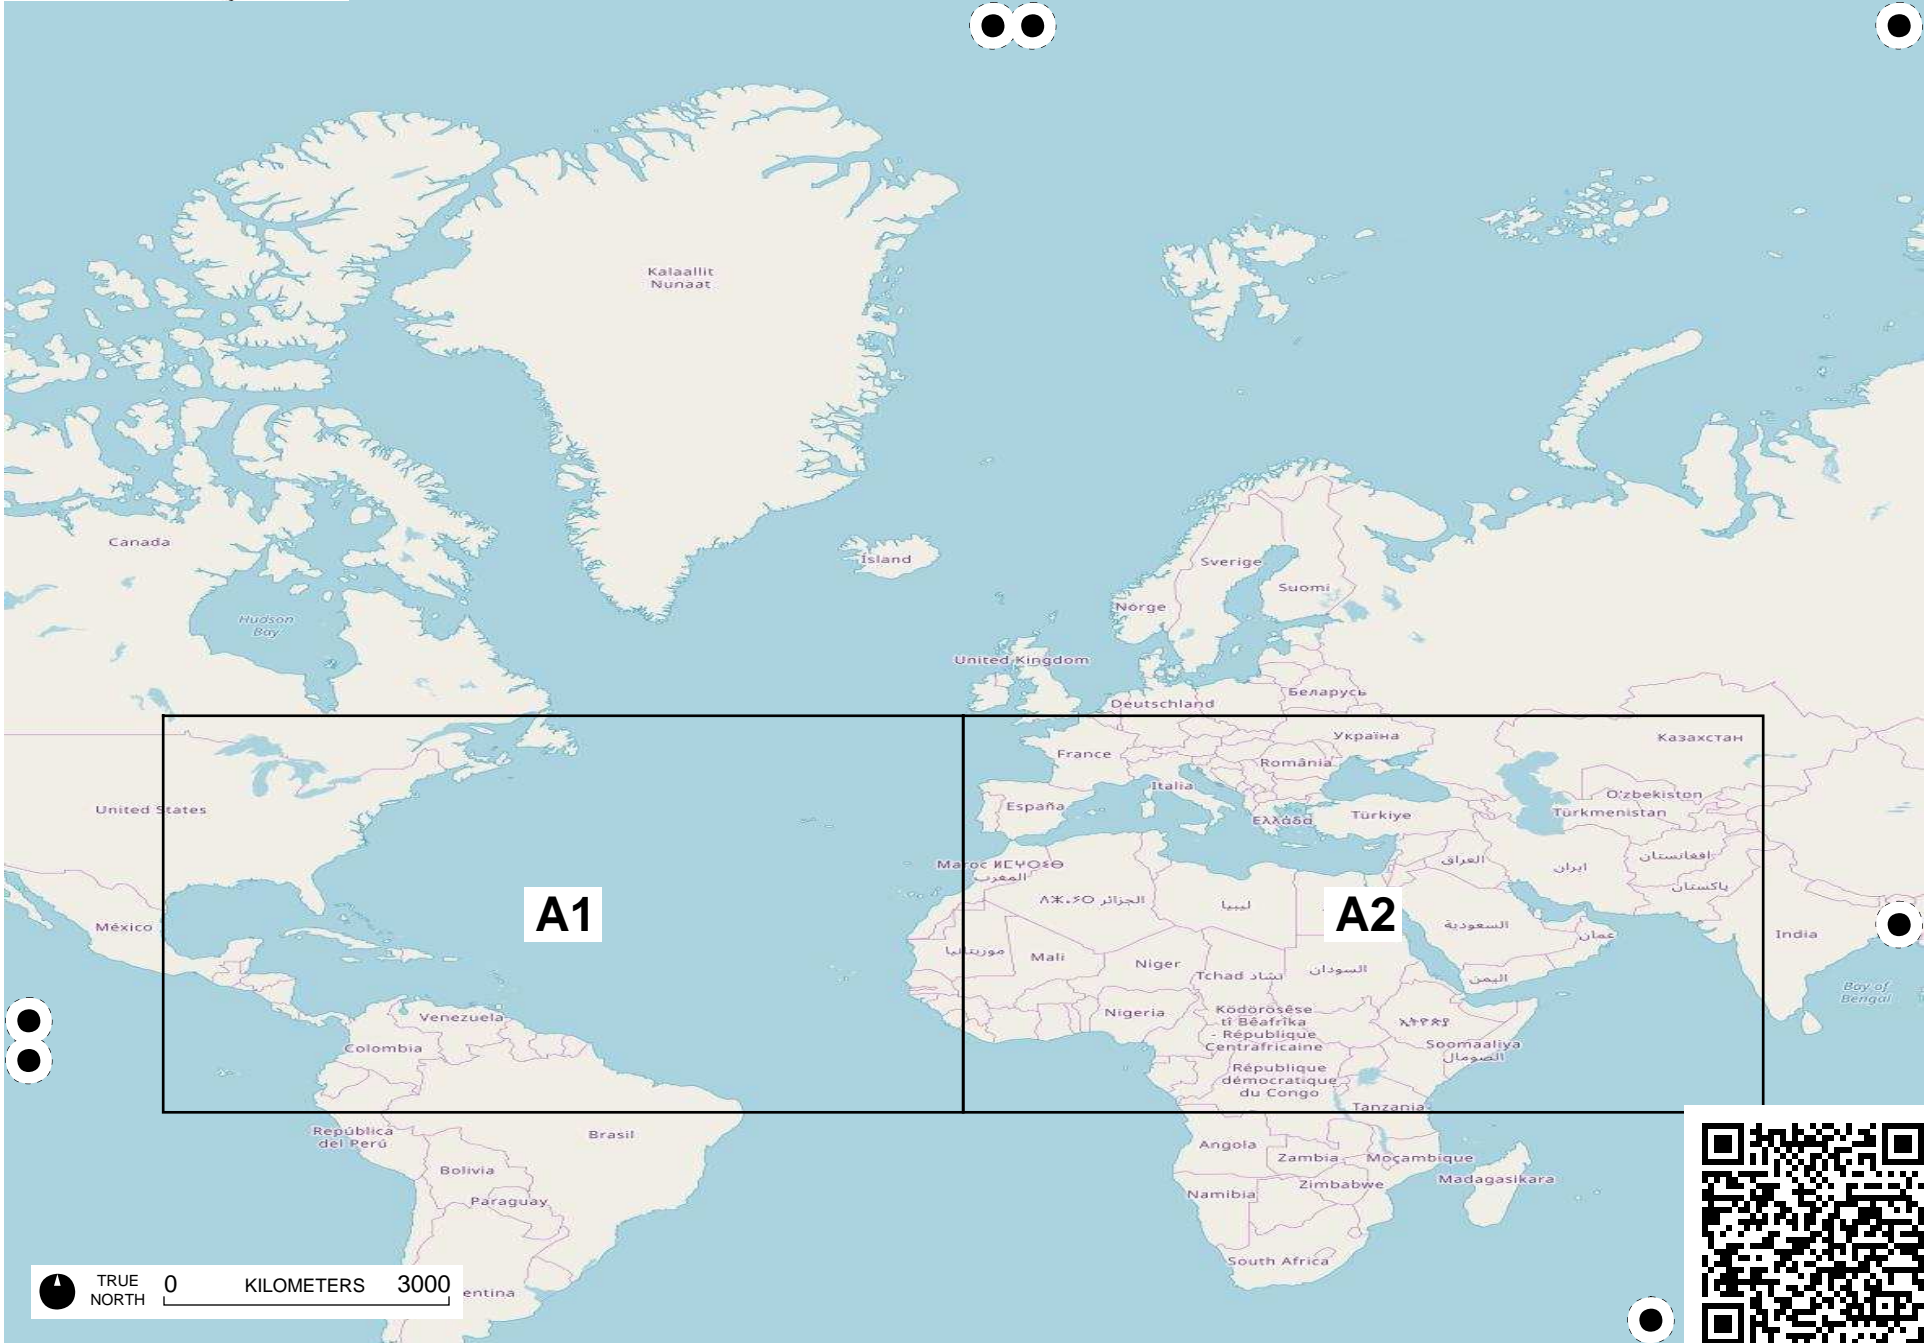 Kalaallit
Nunaat
Canada
Ísland
Sverige
Suomi
Norge
Hudson
Bay
United Kingdom
Беларусь
Deutschland
Україна
Казахстан
France
România
Italia
O'zbekiston
United States
España
Türkiye
Türkmenistan
Ελλάδα
Maroc ⵍⵎⵖⵔⵉⴱ
المغرب
العراق
ایران
افغانستان
پاکستان
الجزائر
ليبيا
A1
A2
México
السعودية
عمان
India
موريتانيا
Mali
Niger
Tchad تشاد
السودان
اليمن
Bay of
Bengal
Venezuela
Nigeria
Ködörösêse
tî Bêafrîka
- République
Centrafricaine
ኢትዮጵያ
Soomaaliya
الصومال
Colombia
République
démocratique
du Congo
Tanzania
República
del Perú
Brasil
Angola
Zambia
Moçambique
Bolivia
Madagasikara
Paraguay
Namibia
Zimbabwe
South Africa
TRUE
NORTH
0 KILOMETERS 3000
entina